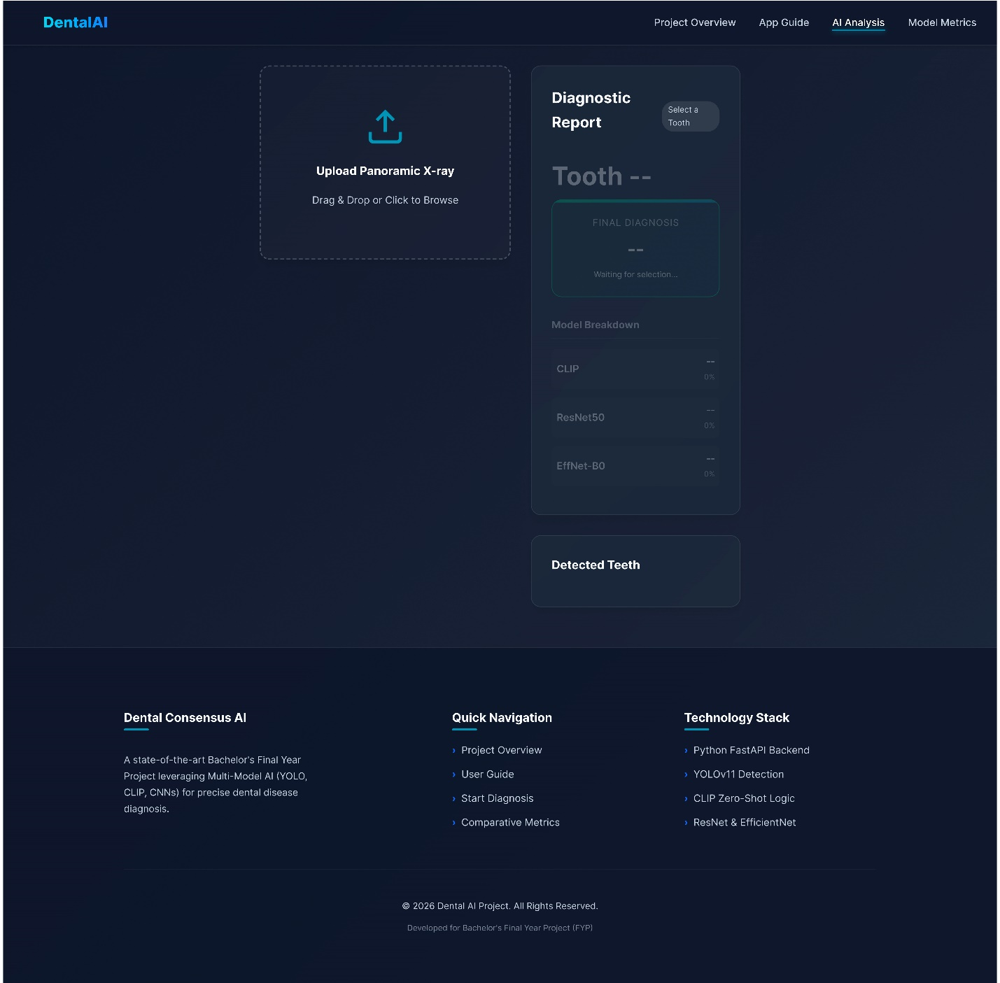 DentalAI
Project Overview
App Guide
AI Analysis
Model Metrics
Upload Panoramic X-ray
Drag & Drop or Click to Browse
Diagnostic
Report
Select a
Tooth
Tooth --
FINAL DIAGNOSIS
--
Waiting for selection...
Model Breakdown
CLIP
--
0%
ResNet50
--
0%
EffNet-B0
--
0%
Detected Teeth
Dental Consensus AI
A state-of-the-art Bachelor's Final Year
Project leveraging Multi-Model AI (YOLO,
CLIP, CNNs) for precise dental disease
diagnosis.
Quick Navigation
› Project Overview
› User Guide
› Start Diagnosis
› Comparative Metrics
Technology Stack
› Python FastAPI Backend
› YOLOv11 Detection
› CLIP Zero-Shot Logic
› ResNet & EfficientNet
© 2026 Dental AI Project. All Rights Reserved.
Developed for Bachelor's Final Year Project (FYP)